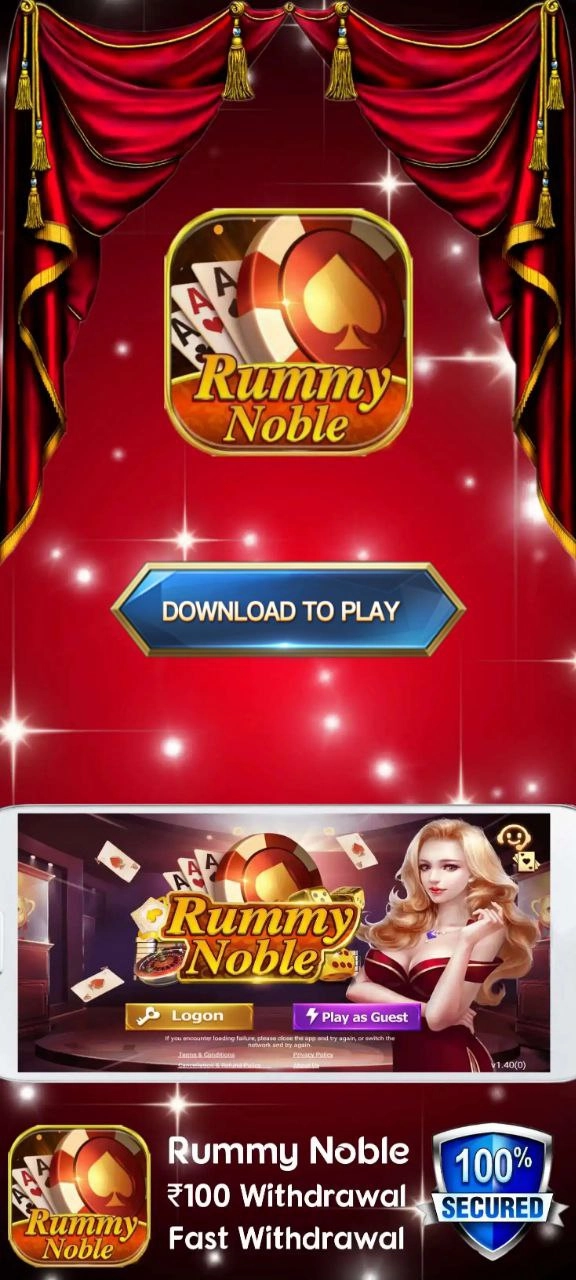 A
A
A
Rummy
Noble
DOWNLOAD TO PLAY
A
A
A
Rummy
Noble
Logon
Play as Guest
If you encounter loading failure, please close the app and try again, or switch the
network and try again.
Terms & Conditions
Privacy Policy
Cancellation & Refund Policy
About Us
v1.40(0)
A
A
A
Rummy
Noble
Rummy Noble
₹100 Withdrawal
Fast Withdrawal
100%
SECURED